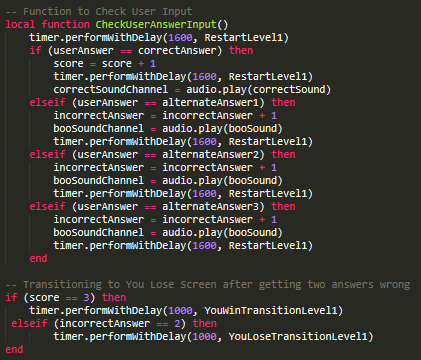 -- Function to Check User Input
local function CheckUserAnswerInput()
timer.performWithDelay(1600, RestartLevel1)
if (userAnswer == correctAnswer) then
score = score + 1
timer.performWithDelay(1600, RestartLevel1)
correctSoundChannel = audio.play(correctSound)
elseif (userAnswer == alternateAnswer1) then
incorrectAnswer = incorrectAnswer + 1
booSoundChannel = audio.play(booSound)
timer.performWithDelay(1600, RestartLevel1)
elseif (userAnswer == alternateAnswer2) then
incorrectAnswer = incorrectAnswer + 1
booSoundChannel = audio.play(booSound)
timer.performWithDelay(1600, RestartLevel1)
elseif (userAnswer == alternateAnswer3) then
incorrectAnswer = incorrectAnswer + 1
booSoundChannel = audio.play(booSound)
timer.performWithDelay(1600, RestartLevel1)
end
-- Transitioning to You Lose Screen after getting two answers wrong
if (score == 3) then
timer.performWithDelay(1000, YouWinTransitionLevel1)
elseif (incorrectAnswer == 2) then
timer.performWithDelay(1000, YouLoseTransitionLevel1)
end